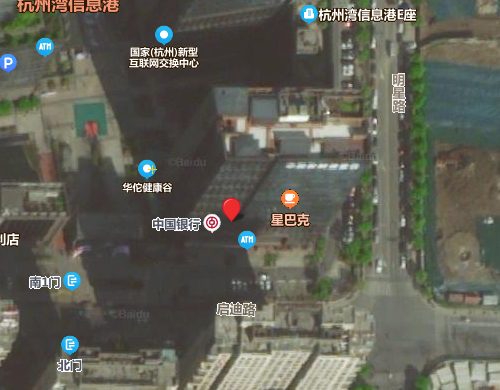 杭州湾信息港
杭州湾信息港E座
ATM
国家(杭州)新型
互联网交换中心
P
明星路
©Baidu
华佗健康谷
中国银行
星巴克
利店
ATM
南1门
©Baidu
启迪路
北门